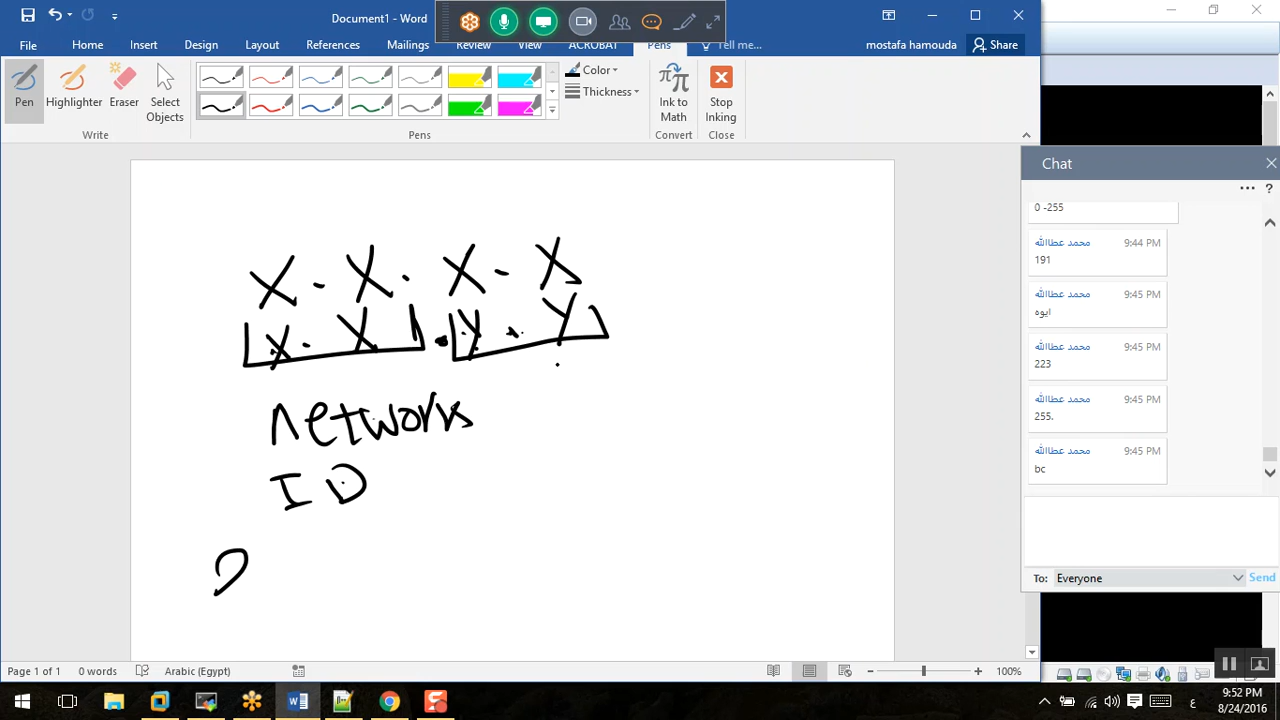 Document1 - Word
File Home Insert Design Layout References Mailings Review View ACROBAT Pens Tell me...
mostafa hamouda Share
Pen
Highlighter
Eraser
Select Objects
Color
Thickness
Ink to Math
Stop Inking
Write
Pens
Convert
Close
X . X . X . X
X . X . Y . Y
network
ID
2
Chat
0 -255
محمد عطاالله 9:44 PM
191
محمد عطاالله 9:45 PM
ايوه
محمد عطاالله 9:45 PM
223
محمد عطاالله 9:45 PM
255.
محمد عطاالله 9:45 PM
bc
To: Everyone Send
Page 1 of 1 0 words Arabic (Egypt) 100%
ع 9:52 PM
8/24/2016